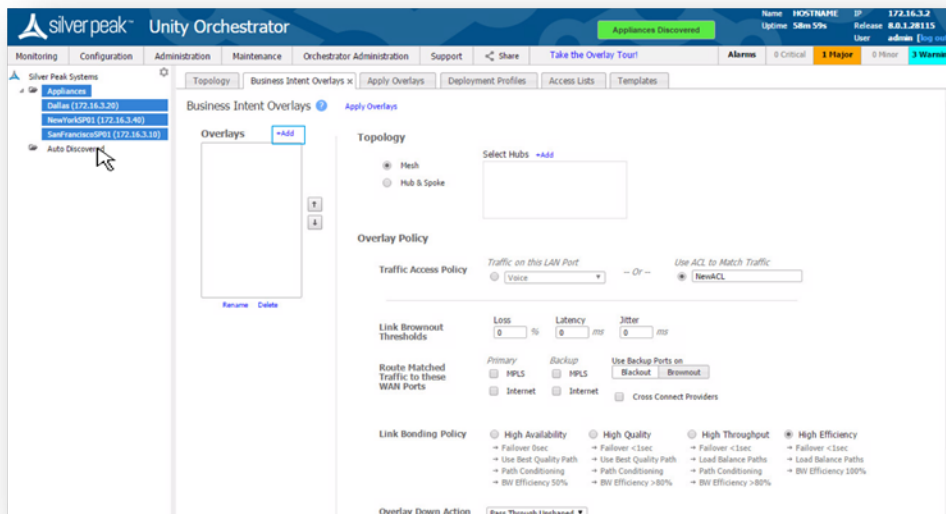 silver peak™ Unity Orchestrator
Appliances Discovered
Name HOSTNAME IP 172.16.3.2
Uptime 58m 59s Release 8.0.1.28115
User admin [log ou
Monitoring Configuration Administration Maintenance Orchestrator Administration Support Share Take the Overlay Tour! Alarms 0 Critical 1 Major 0 Minor 3 Warni
Silver Peak Systems
Appliances
Dallas (172.16.3.20)
NewYorkSP01 (172.16.3.40)
SanFranciscoSP01 (172.16.3.10)
Auto Discovered
Topology Business Intent Overlays x Apply Overlays Deployment Profiles Access Lists Templates
Business Intent Overlays ? Apply Overlays
Overlays +Add
Rename Delete
Topology
Mesh
Hub & Spoke
Select Hubs +Add
Overlay Policy
Traffic Access Policy
Traffic on this LAN Port
Voice
-- Or --
Use ACL to Match Traffic
NewACL
Link Brownout
Thresholds
Loss Latency Jitter
0 % 0 ms 0 ms
Route Matched
Traffic to these
WAN Ports
Primary Backup Use Backup Ports on
MPLS MPLS Blackout Brownout
Internet Internet Cross Connect Providers
Link Bonding Policy
High Availability
→ Failover 0sec
→ Use Best Quality Path
→ Path Conditioning
→ BW Efficiency 50%
High Quality
→ Failover <1sec
→ Use Best Quality Path
→ Path Conditioning
→ BW Efficiency >80%
High Throughput
→ Failover <1sec
→ Load Balance Paths
→ Path Conditioning
→ BW Efficiency >80%
High Efficiency
→ Failover <1sec
→ Load Balance Paths
→ BW Efficiency 100%
Overlay Down Action Pass Through Unshaped